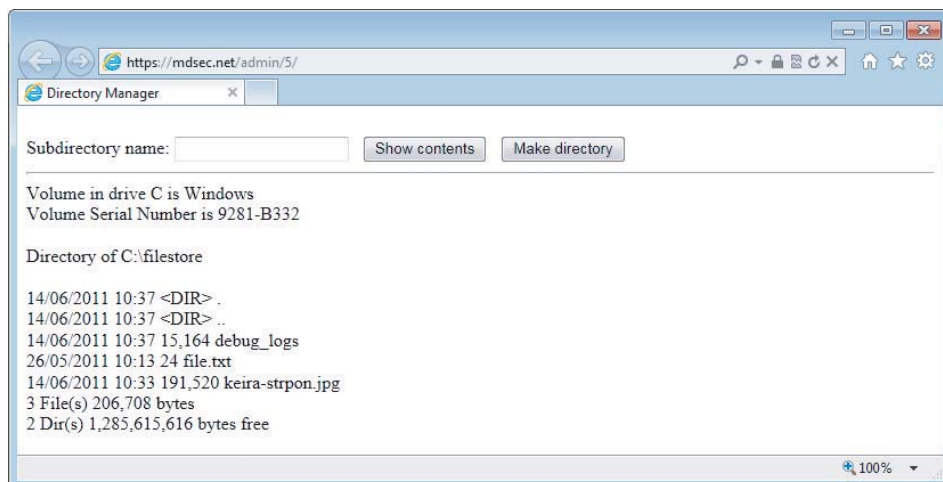 https://mdsec.net/admin/5/
Directory Manager
Subdirectory name: Show contents Make directory
Volume in drive C is Windows
Volume Serial Number is 9281-B332
Directory of C:\filestore
14/06/2011 10:37 <DIR> .
14/06/2011 10:37 <DIR> ..
14/06/2011 10:37 15,164 debug_logs
26/05/2011 10:13 24 file.txt
14/06/2011 10:33 191,520 keira-strpon.jpg
3 File(s) 206,708 bytes
2 Dir(s) 1,285,615,616 bytes free
100%